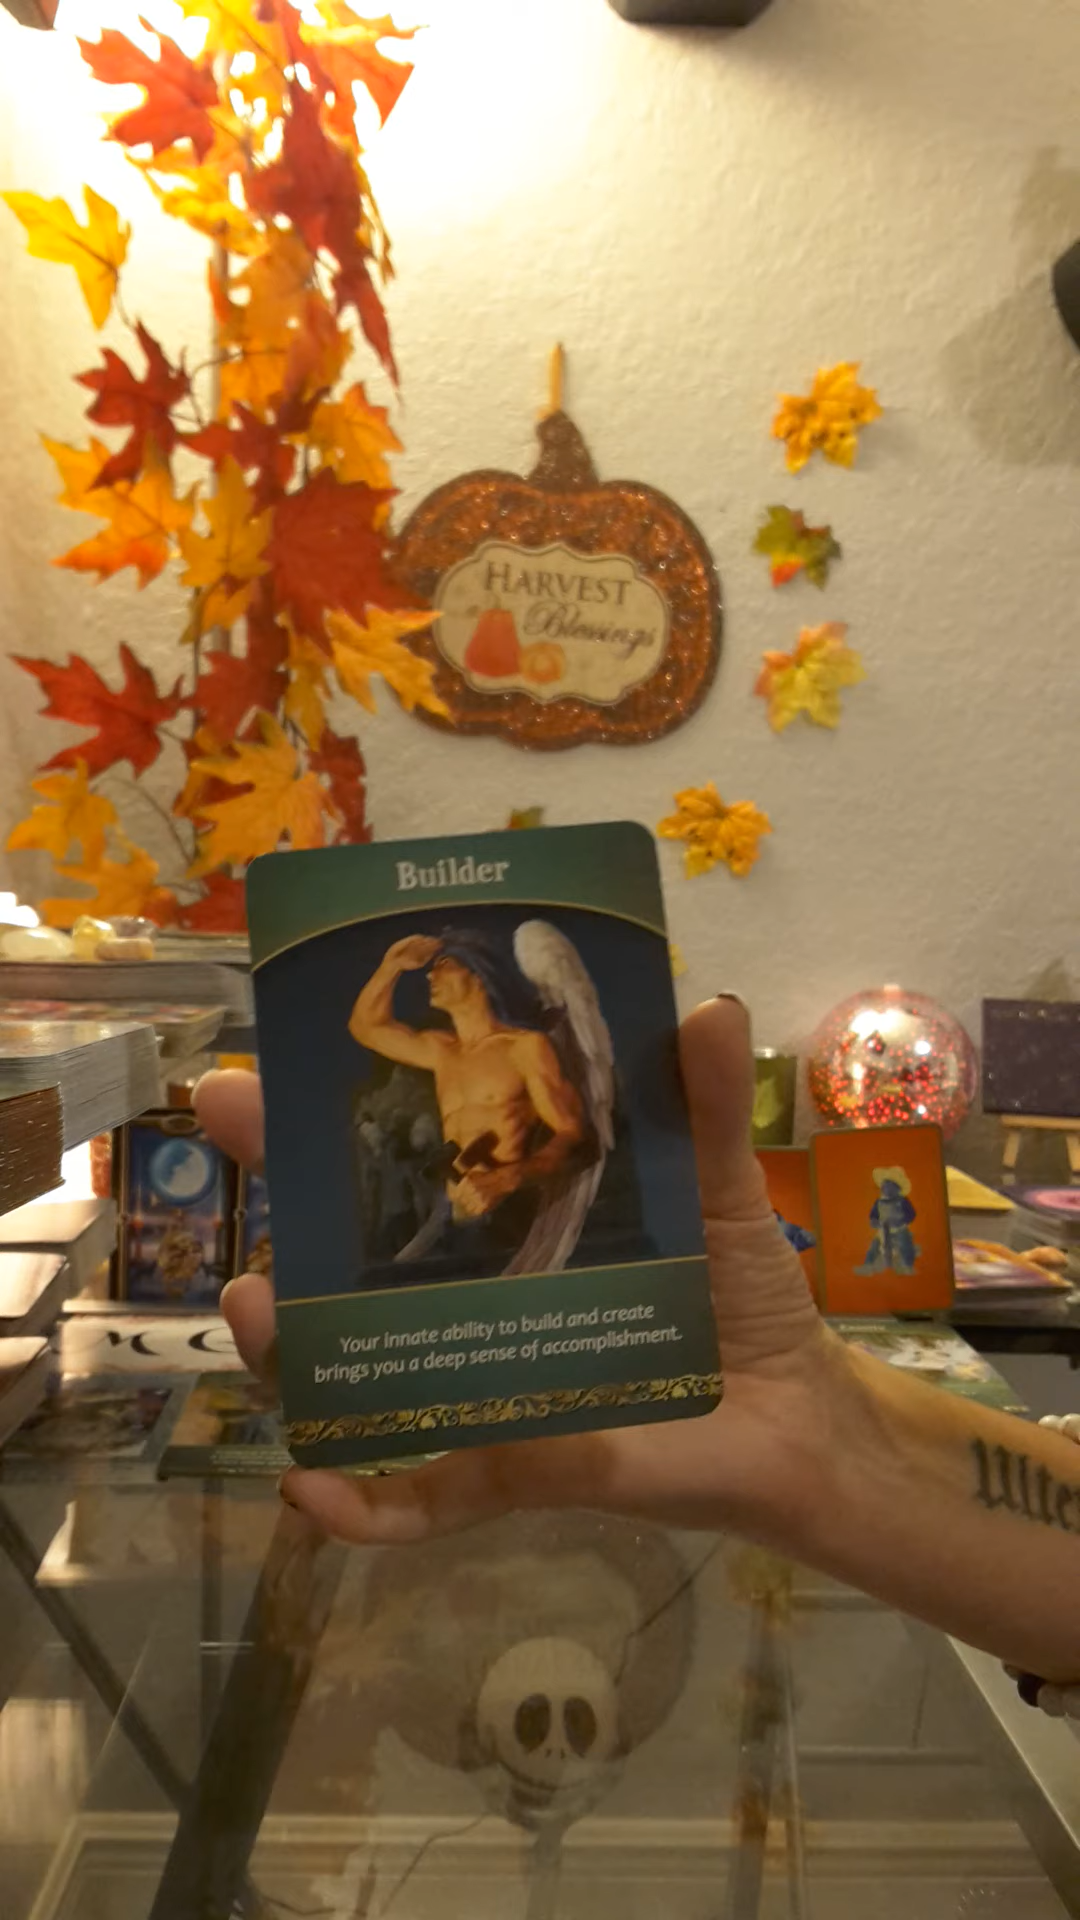 HARVEST
Blessings
Builder
Your innate ability to build and create
brings you a deep sense of accomplishment.